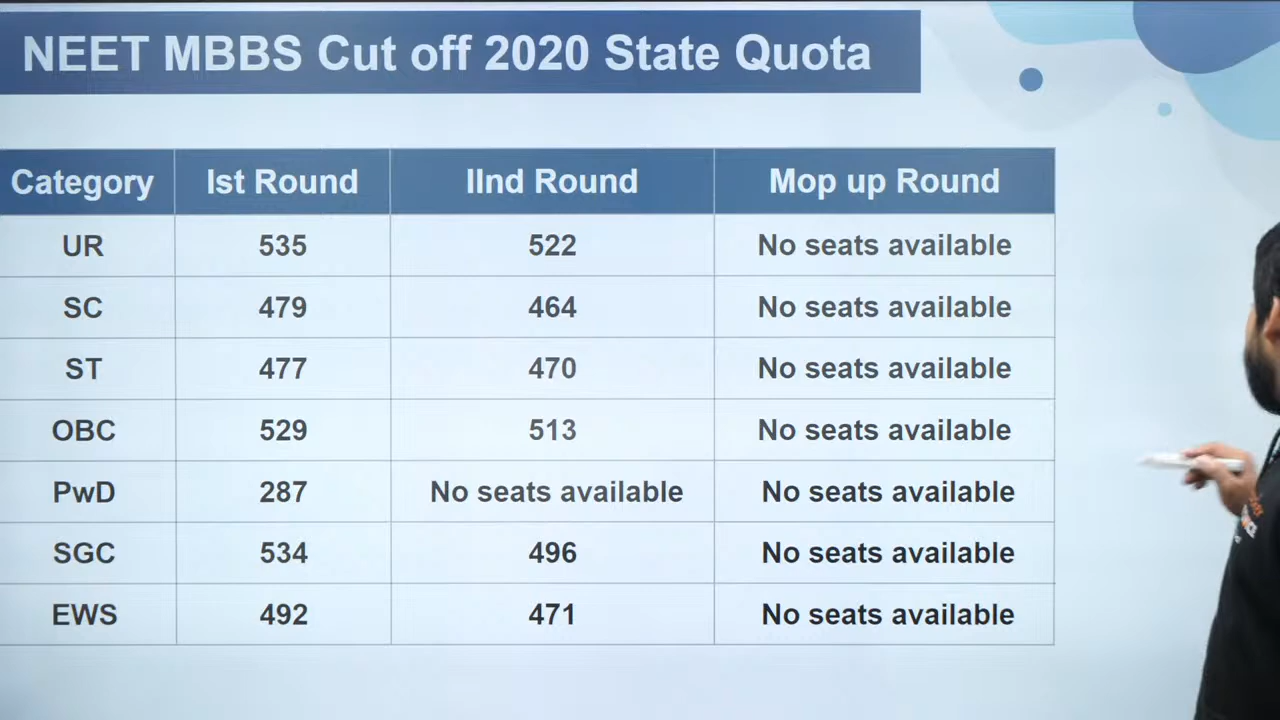 NEET MBBS Cut off 2020 State Quota
Category Ist Round IInd Round Mop up Round
UR 535 522 No seats available
SC 479 464 No seats available
ST 477 470 No seats available
OBC 529 513 No seats available
PwD 287 No seats available No seats available
SGC 534 496 No seats available
EWS 492 471 No seats available